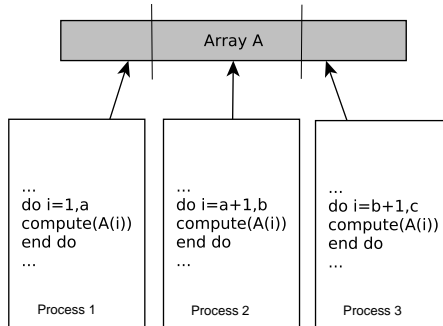 Array A
...
do i=1,a
compute(A(i))
end do
...
Process 1
...
do i=a+1,b
compute(A(i))
end do
...
Process 2
...
do i=b+1,c
compute(A(i))
end do
...
Process 3